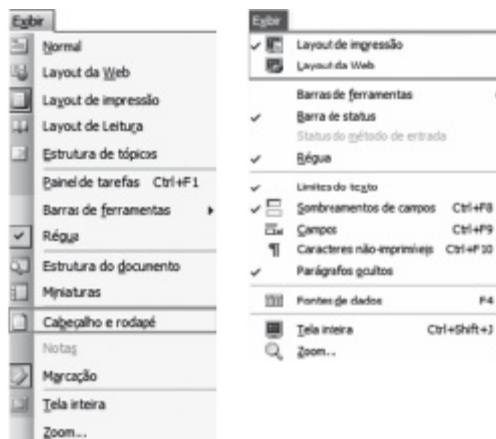 Exibir
Normal
Layout da Web
Layout de impressão
Layout de Leitura
Estrutura de tópicos
Painel de tarefas Ctrl+F1
Barras de ferramentas
Régua
Estrutura do documento
Miniaturas
Cabeçalho e rodapé
Notas
Marcação
Tela inteira
Zoom...
Exibir
Layout de impressão
Layout da Web
Barras de ferramentas
Barra de status
Status do método de entrada
Régua
Limites do texto
Sombreamentos de campos Ctrl+F8
Campos Ctrl+F9
Caracteres não-imprimíveis Ctrl+F10
Parágrafos ocultos
Fontes de dados F4
Tela inteira Ctrl+Shift+J
Zoom...